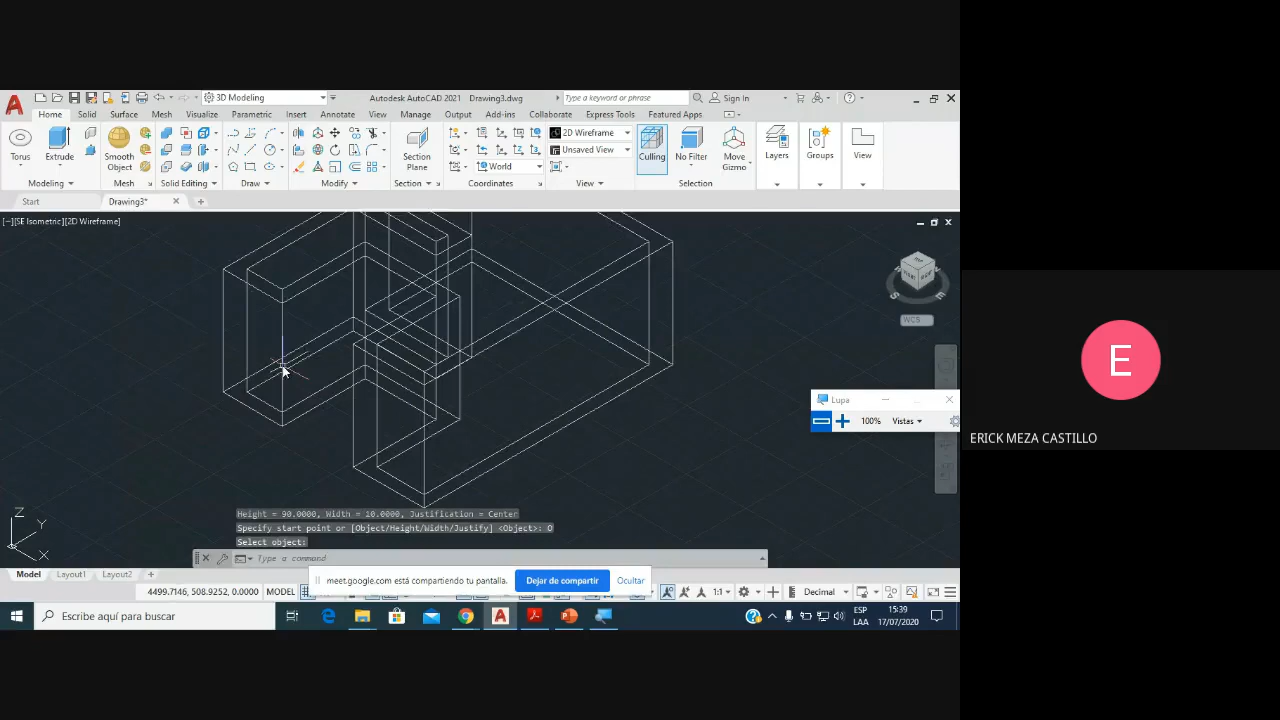 3D Modeling
Autodesk AutoCAD 2021 Drawing3.dwg
Type a keyword or phrase
Sign In
Home Solid Surface Mesh Visualize Parametric Insert Annotate View Manage Output Add-ins Collaborate Express Tools Featured Apps
Torus Extrude Smooth Object Section Plane
2D Wireframe
Unsaved View
World
Culling No Filter Move Gizmo Layers Groups View
Modeling Mesh Solid Editing Draw Modify Section Coordinates View Selection
Start Drawing3*
[−][SE Isometric][2D Wireframe]
TOP
S E
WCS
Lupa
100% Vistas
E
ERICK MEZA CASTILLO
Height = 90.0000, Width = 10.0000, Justification = Center
Specify start point or [Object/Height/Width/Justify] <Object>: O
Select object:
Z
Y
X
Type a command
Model Layout1 Layout2
meet.google.com está compartiendo tu pantalla. Dejar de compartir Ocultar
4499.7146, 508.9252, 0.0000 MODEL 1:1 Decimal
Escribe aquí para buscar
ESP
LAA
15:39
17/07/2020